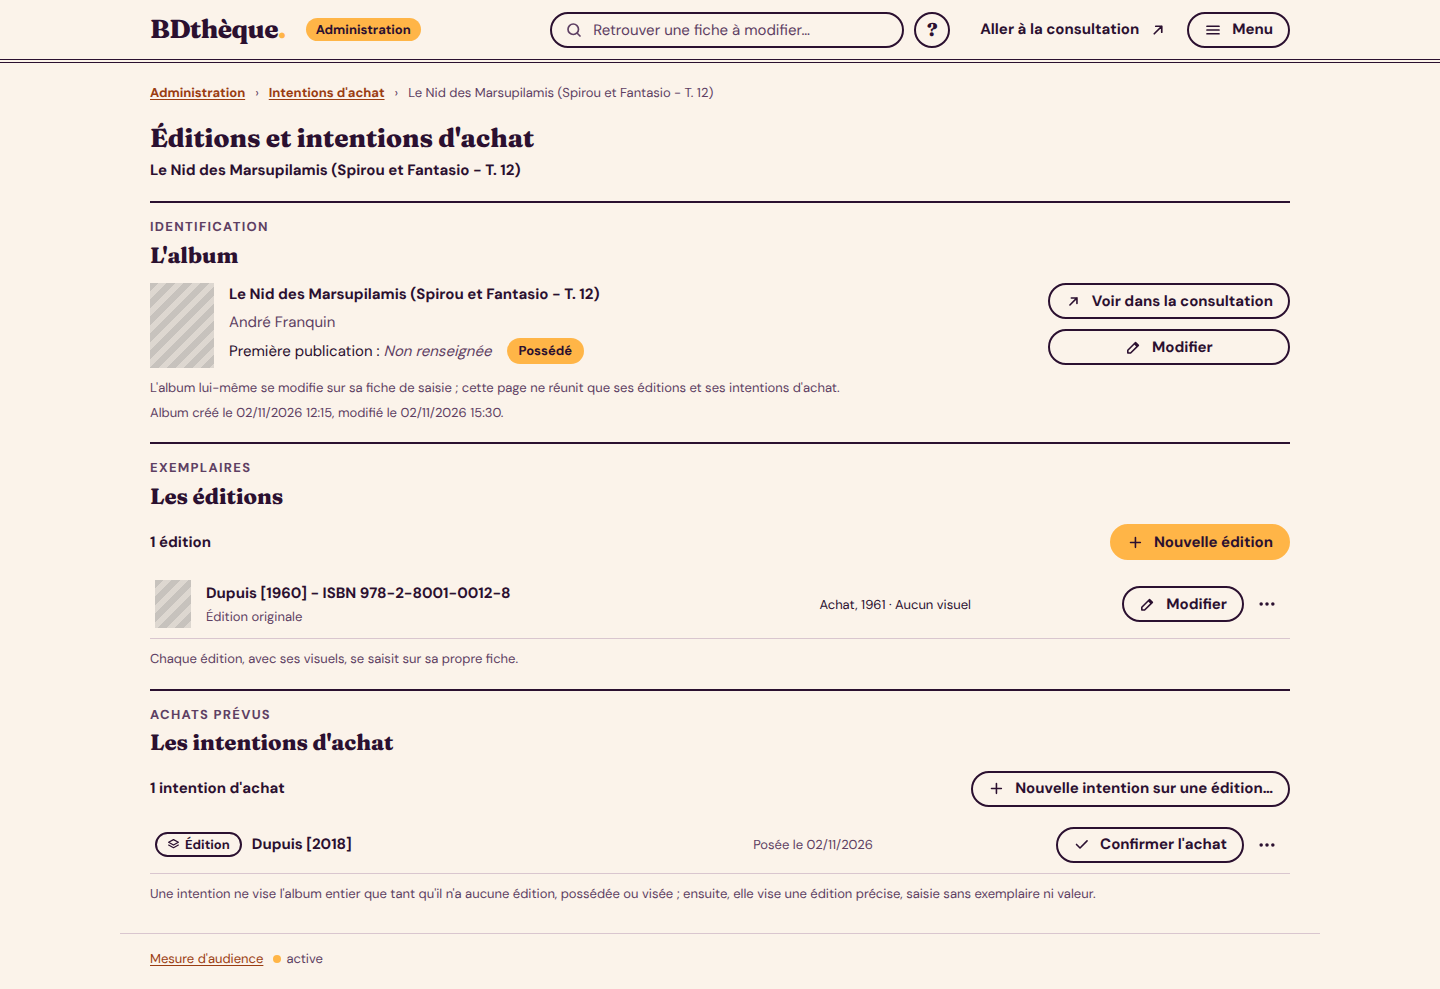 BDthèque.
Administration
Retrouver une fiche à modifier…
?
Aller à la consultation
Menu
Administration › Intentions d'achat › Le Nid des Marsupilamis (Spirou et Fantasio - T. 12)
Éditions et intentions d'achat
Le Nid des Marsupilamis (Spirou et Fantasio - T. 12)
IDENTIFICATION
L'album
Le Nid des Marsupilamis (Spirou et Fantasio - T. 12)
André Franquin
Première publication : Non renseignée Possédé
Voir dans la consultation
Modifier
L'album lui-même se modifie sur sa fiche de saisie ; cette page ne réunit que ses éditions et ses intentions d'achat.
Album créé le 02/11/2026 12:15, modifié le 02/11/2026 15:30.
EXEMPLAIRES
Les éditions
1 édition
Nouvelle édition
Dupuis [1960] - ISBN 978-2-8001-0012-8
Édition originale
Achat, 1961 · Aucun visuel
Modifier
Chaque édition, avec ses visuels, se saisit sur sa propre fiche.
ACHATS PRÉVUS
Les intentions d'achat
1 intention d'achat
Nouvelle intention sur une édition…
Édition Dupuis [2018]
Posée le 02/11/2026
Confirmer l'achat
Une intention ne vise l'album entier que tant qu'il n'a aucune édition, possédée ou visée ; ensuite, elle vise une édition précise, saisie sans exemplaire ni valeur.
Mesure d'audience active